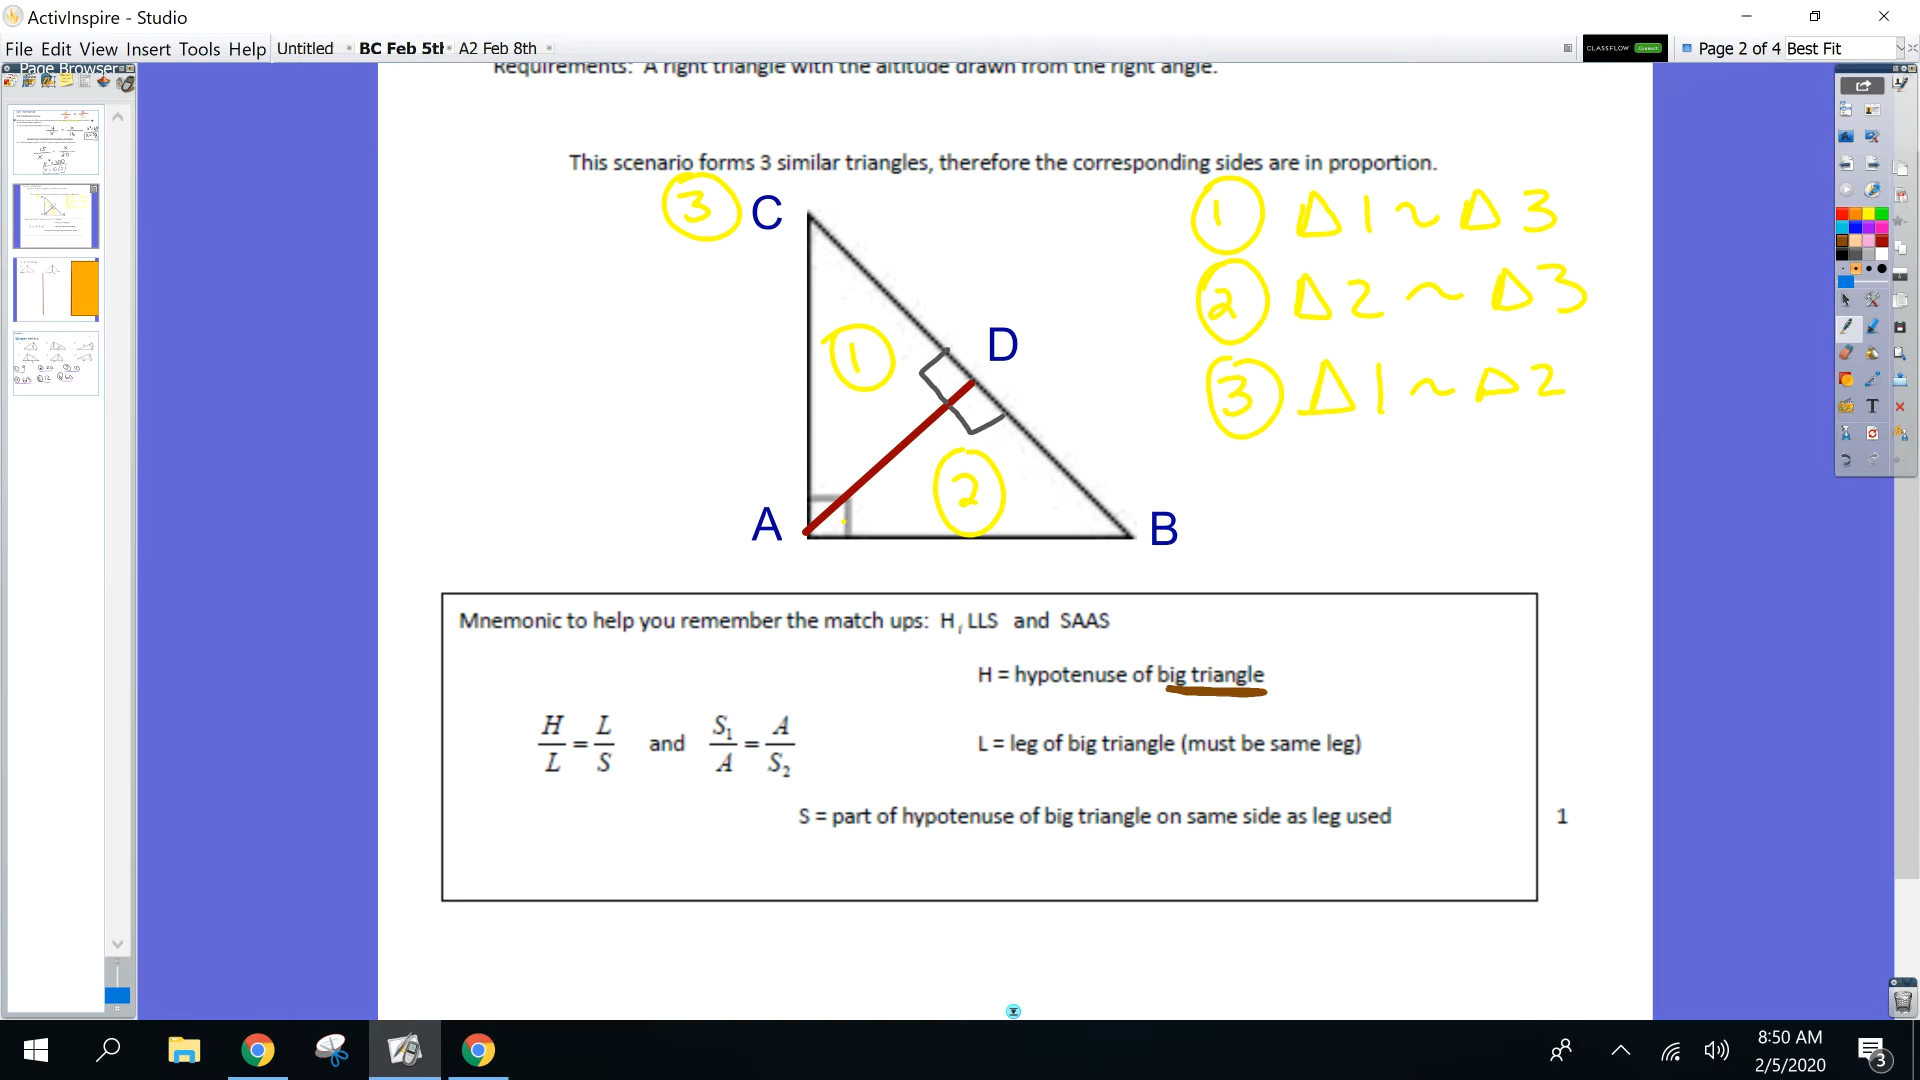 ActivInspire - Studio
File Edit View Insert Tools Help Untitled BC Feb 5th A2 Feb 8th CLASSFLOW Connect Page 2 of 4 Best Fit
Page Browser
Requirements: A right triangle with the altitude drawn from the right angle.
This scenario forms 3 similar triangles, therefore the corresponding sides are in proportion.
3 C
1 Δ1 ~ Δ3
2 Δ2 ~ Δ3
1 D
3 Δ1 ~ Δ2
2
A B
Mnemonic to help you remember the match ups: H, LLS and SAAS
H = hypotenuse of big triangle
H/L = L/S and S₁/A = A/S₂
L = leg of big triangle (must be same leg)
S = part of hypotenuse of big triangle on same side as leg used 1
8:50 AM
2/5/2020
3